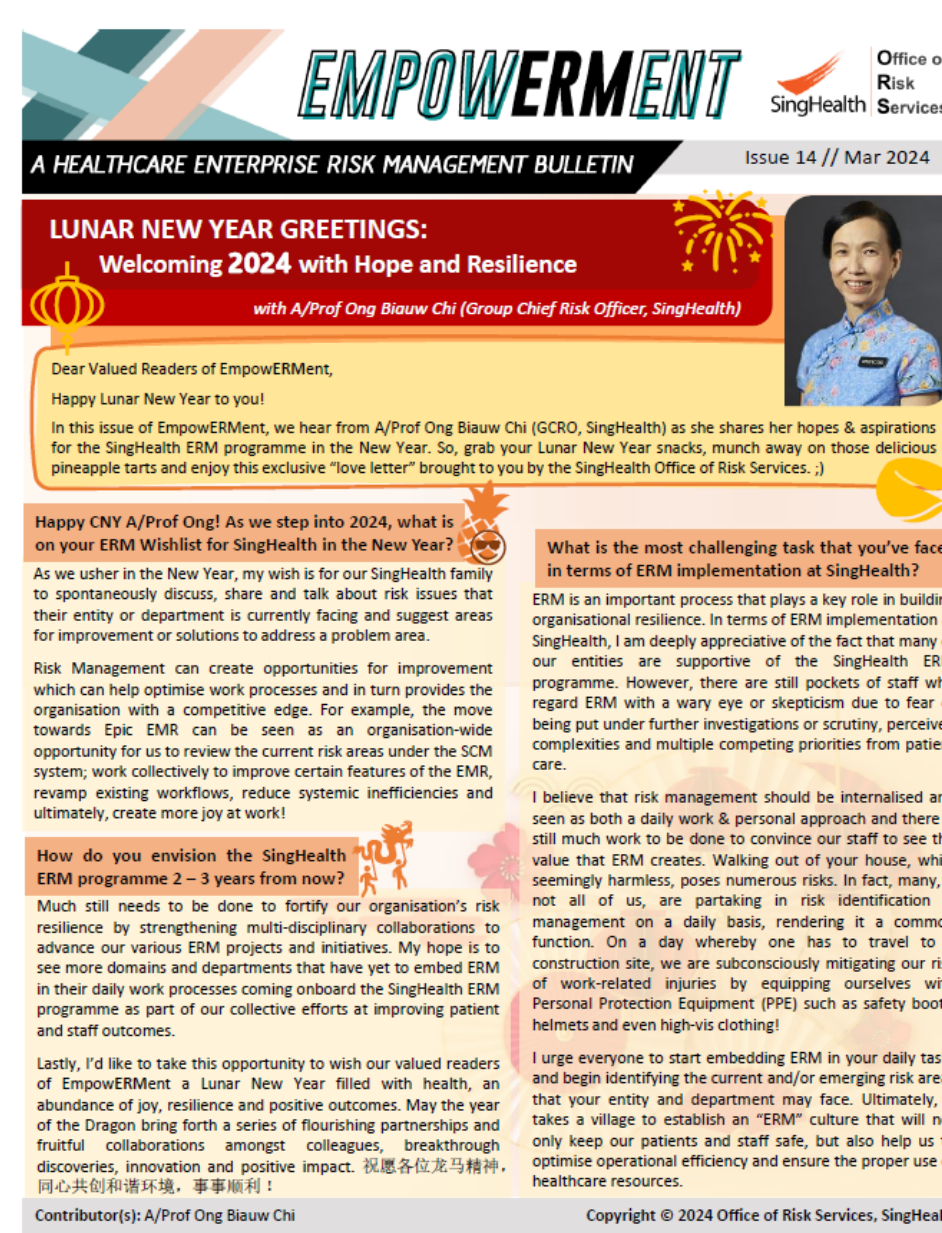 EMPOWERMENT
SingHealth
Office
Risk
Services
A HEALTHCARE ENTERPRISE RISK MANAGEMENT BULLETIN
Issue 14 // Mar 2024
LUNAR NEW YEAR GREETINGS:
Welcoming 2024 with Hope and Resilience
with A/Prof Ong Biauw Chi (Group Chief Risk Officer, SingHealth)
Dear Valued Readers of EmpowERMent,
Happy Lunar New Year to you!
In this issue of EmpowERMent, we hear from A/Prof Ong Biauw Chi (GCRO, SingHealth) as she shares her hopes & aspirations
for the SingHealth ERM programme in the New Year. So, grab your Lunar New Year snacks, munch away on those delicious
pineapple tarts and enjoy this exclusive “love letter” brought to you by the SingHealth Office of Risk Services. ;)
Happy CNY A/Prof Ong! As we step into 2024, what is
on your ERM Wishlist for SingHealth in the New Year?
As we usher in the New Year, my wish is for our SingHealth family
to spontaneously discuss, share and talk about risk issues that
their entity or department is currently facing and suggest areas
for improvement or solutions to address a problem area.
Risk Management can create opportunities for improvement
which can help optimise work processes and in turn provides the
organisation with a competitive edge. For example, the move
towards Epic EMR can be seen as an organisation-wide
opportunity for us to review the current risk areas under the SCM
system; work collectively to improve certain features of the EMR,
revamp existing workflows, reduce systemic inefficiencies and
ultimately, create more joy at work!
How do you envision the SingHealth
ERM programme 2 – 3 years from now?
Much still needs to be done to fortify our organisation’s risk
resilience by strengthening multi-disciplinary collaborations to
advance our various ERM projects and initiatives. My hope is to
see more domains and departments that have yet to embed ERM
in their daily work processes coming onboard the SingHealth ERM
programme as part of our collective efforts at improving patient
and staff outcomes.
Lastly, I’d like to take this opportunity to wish our valued readers
of EmpowERMent a Lunar New Year filled with health, an
abundance of joy, resilience and positive outcomes. May the year
of the Dragon bring forth a series of flourishing partnerships and
fruitful collaborations amongst colleagues, breakthrough
discoveries, innovation and positive impact. 祝愿各位龙马精神，
同心共创和谐环境，事事顺利！
What is the most challenging task that you’ve
in terms of ERM implementation at SingHealth?
ERM is an important process that plays a key role in
organisational resilience. In terms of ERM implementation
SingHealth, I am deeply appreciative of the fact that many
our entities are supportive of the SingHealth
programme. However, there are still pockets of staff
regard ERM with a wary eye or skepticism due to fear
being put under further investigations or scrutiny,
complexities and multiple competing priorities from
care.
I believe that risk management should be internalised
seen as both a daily work & personal approach and there
still much work to be done to convince our staff to see
value that ERM creates. Walking out of your house,
seemingly harmless, poses numerous risks. In fact, many,
not all of us, are partaking in risk identification
management on a daily basis, rendering it a
function. On a day whereby one has to travel to
construction site, we are subconsciously mitigating our
of work-related injuries by equipping ourselves
Personal Protection Equipment (PPE) such as safety
helmets and even high-vis clothing!
I urge everyone to start embedding ERM in your daily
and begin identifying the current and/or emerging risk
that your entity and department may face. Ultimately,
takes a village to establish an “ERM” culture that will
only keep our patients and staff safe, but also help us
optimise operational efficiency and ensure the proper use
healthcare resources.
Contributor(s): A/Prof Ong Biauw Chi
Copyright © 2024 Office of Risk Services,